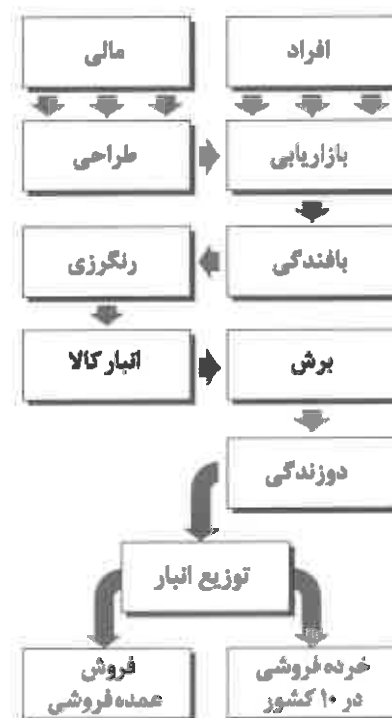 افراد
مالی
بازاریابی
طراحی
بافندگی
رنگرزی
برش
انبار کالا
دوزندگی
توزیع انبار
خرده فروشی
در ۱۰ کشور
فروش
عمده فروشی